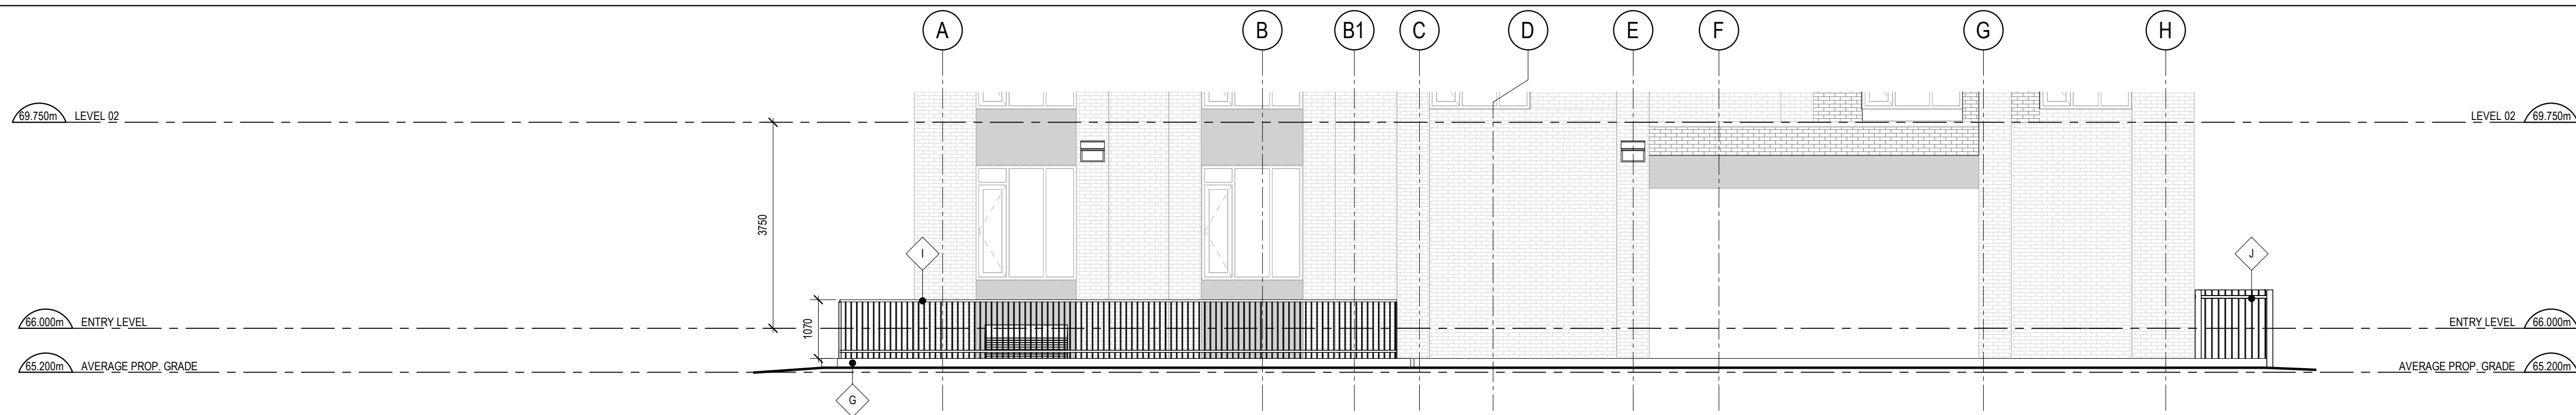 A B B1 C D E F G H
69.750m LEVEL 02
LEVEL 02 69.750m
3750
I
J
1070
66.000m ENTRY LEVEL
ENTRY LEVEL 66.000m
65.200m AVERAGE PROP. GRADE
AVERAGE PROP. GRADE 65.200m
G